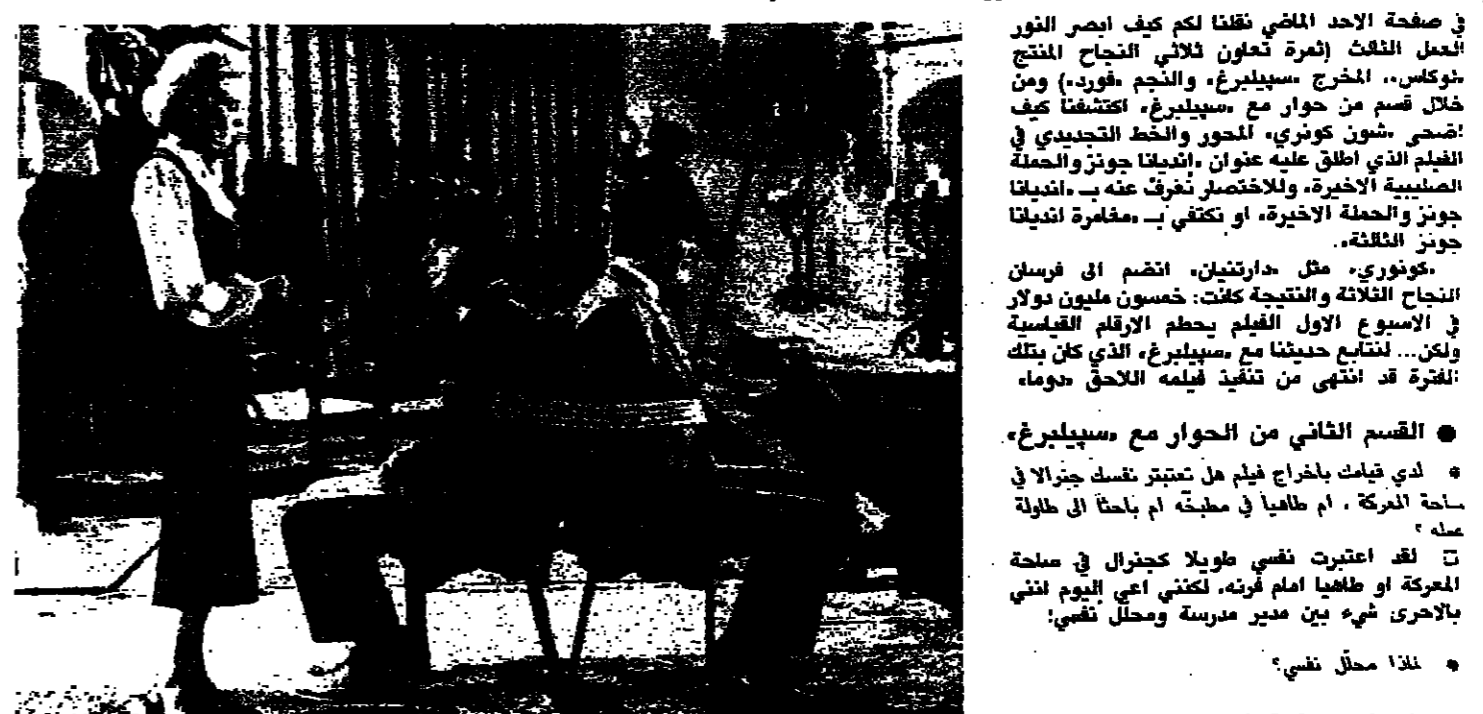 في صفحة الاحد الماضي نقلنا لكم كيف ابصر النور
العمل الثالث (ثمرة تعاون ثلاثي النجاح المنتج
«لوكاس»، المخرج «سبيلبرغ» والنجم «فورد») ومن
خلال قسم من حوار مع «سبيلبرغ» اكتشفنا كيف
اضحى «شون كونري» المحور والخط التجديدي في
الفيلم الذي اطلق عليه عنوان «انديانا جونز والحملة
الصليبية الاخيرة» وللاختصار نعرف عنه بـ «انديانا
جونز والحملة الاخيرة» او نكتفي بـ «مغامرة انديانا
جونز الثالثة».
«كونوري» مثل «دارتنيان» انضم الى فرسان
النجاح الثلاثة والنتيجة كانت: خمسون مليون دولار
في الاسبوع الاول الفيلم يحطم الارقام القياسية
ولكن... لنتابع حديثنا مع «سبيلبرغ» الذي كان بتلك
الفترة قد انتهى من تنفيذ فيلمه اللاحق «دوما»
● القسم الثاني من الحوار مع «سبيلبرغ»
● لدي قيامك باخراج فيلم هل تعتبتر نفسك جنرالا في
ساحة المعركة ، ام طاهياً في مطبخه ام باحثاً الى طاولة
عمله ؟
□ لقد اعتبرت نفسي طويلا كجنرال في ساحة
المعركة او طاهيا امام فرنه، لكنني اعي اليوم انني
بالاحرى شيء بين مدير مدرسة ومحلل نفسي!
● لماذا محلّل نفسي؟